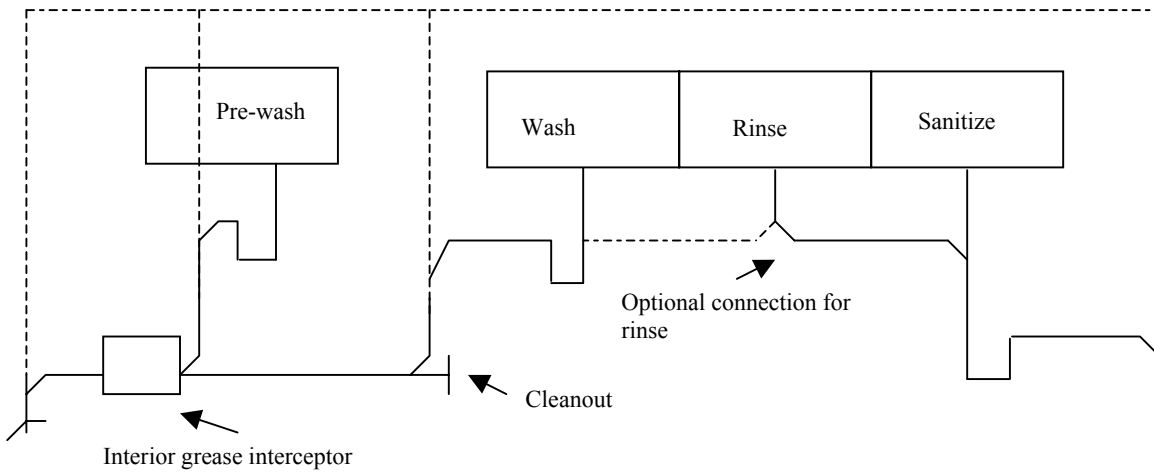 Pre-wash
Wash
Rinse
Sanitize
Optional connection for
rinse
Cleanout
Interior grease interceptor